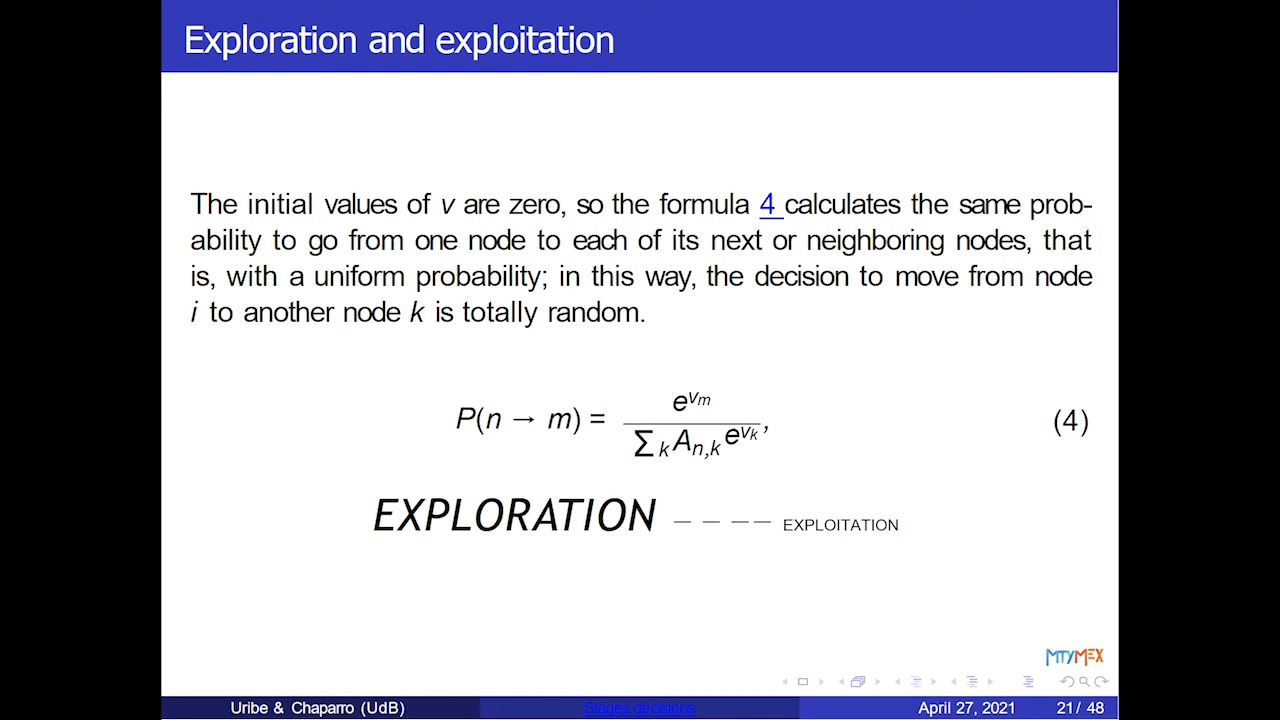 Exploration and exploitation
The initial values of v are zero, so the formula 4 calculates the same prob-
ability to go from one node to each of its next or neighboring nodes, that
is, with a uniform probability; in this way, the decision to move from node
i to another node k is totally random.
P(n → m) = e^{v_m} / ∑_k A_{n,k} e^{v_k}, (4)
EXPLORATION — — — — EXPLOITATION
MTYMEX
Uribe & Chaparro (UdB) Stages decisions April 27, 2021 21 / 48